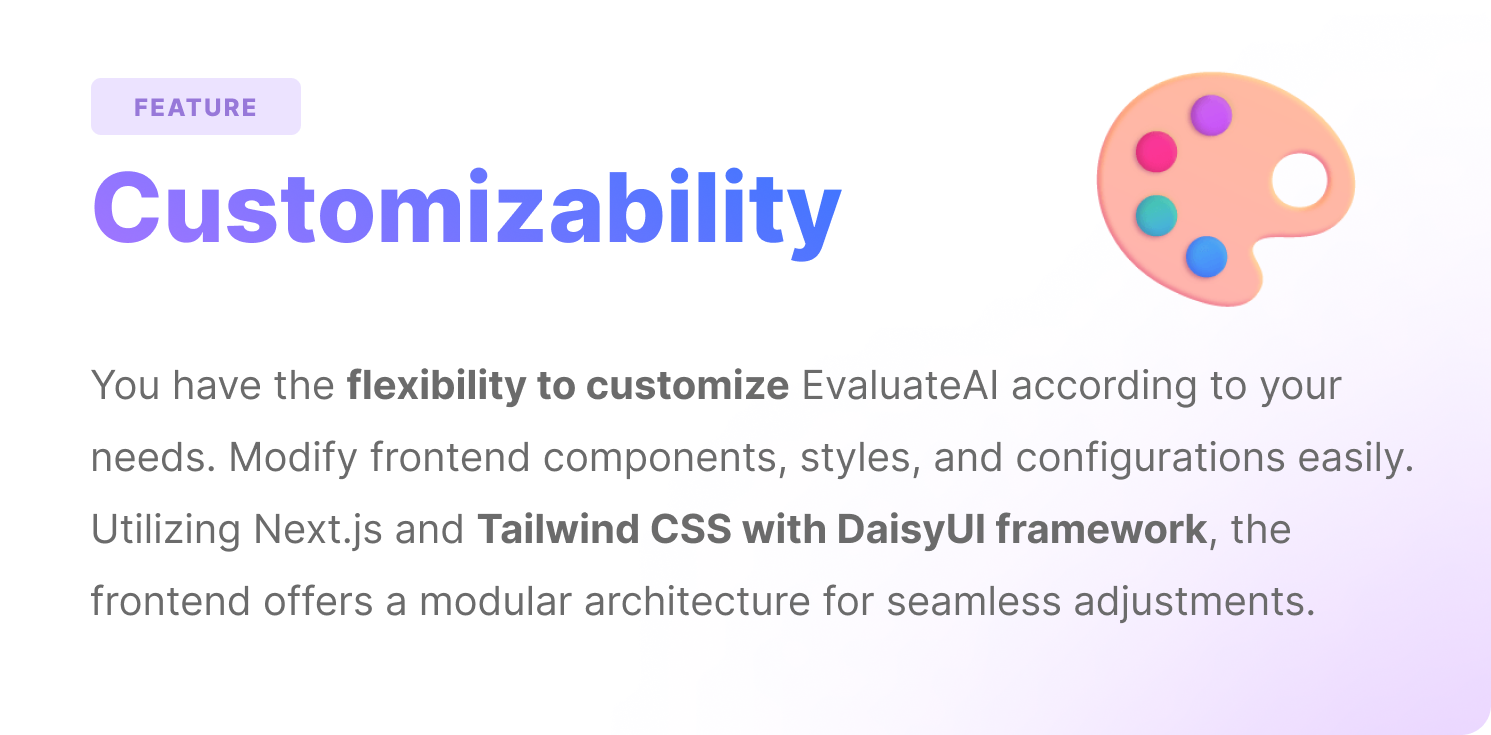 FEATURE
Customizability
You have the flexibility to customize EvaluateAI according to your
needs. Modify frontend components, styles, and configurations easily.
Utilizing Next.js and Tailwind CSS with DaisyUI framework, the
frontend offers a modular architecture for seamless adjustments.